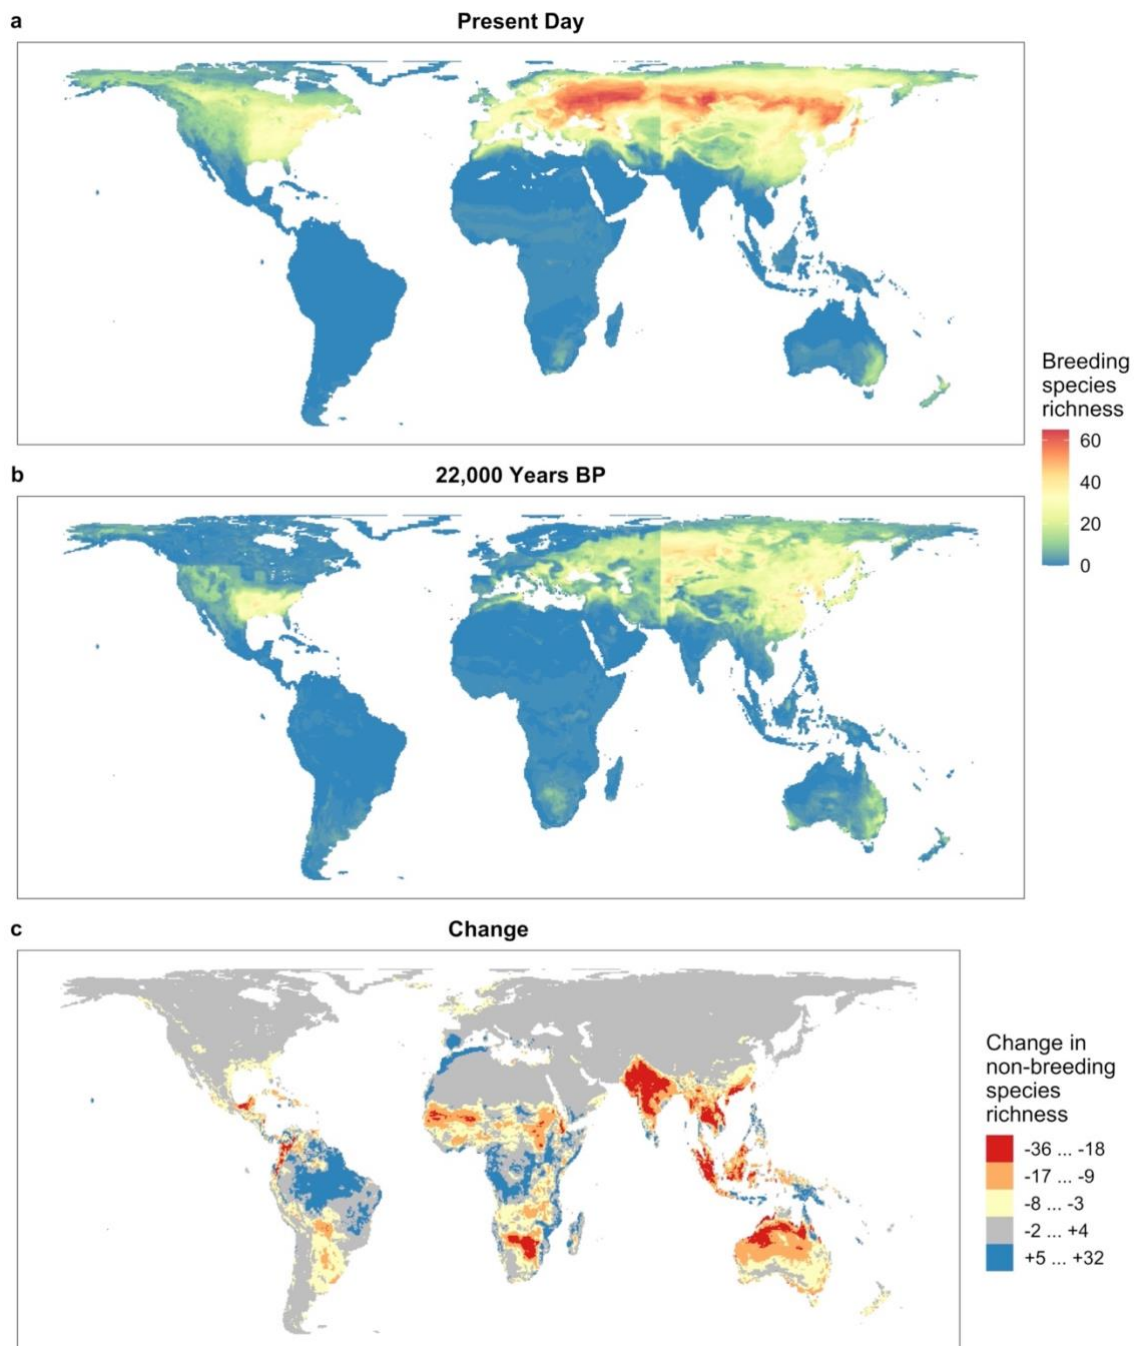 a
Present Day
Breeding
species
richness
60
40
20
0
b
22,000 Years BP
c
Change
Change in
non-breeding
species
richness
-36 ... -18
-17 ... -9
-8 ... -3
-2 ... +4
+5 ... +32